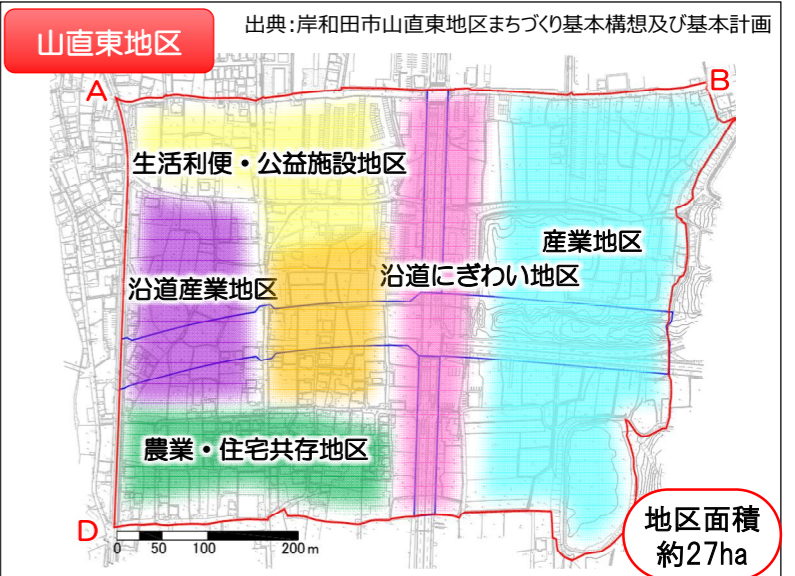 山直東地区
出典:岸和田市山直東地区まちづくり基本構想及び基本計画
A
B
生活利便・公益施設地区
産業地区
沿道産業地区
沿道にぎわい地区
農業・住宅共存地区
D
0 50 100 200m
地区面積
約27ha